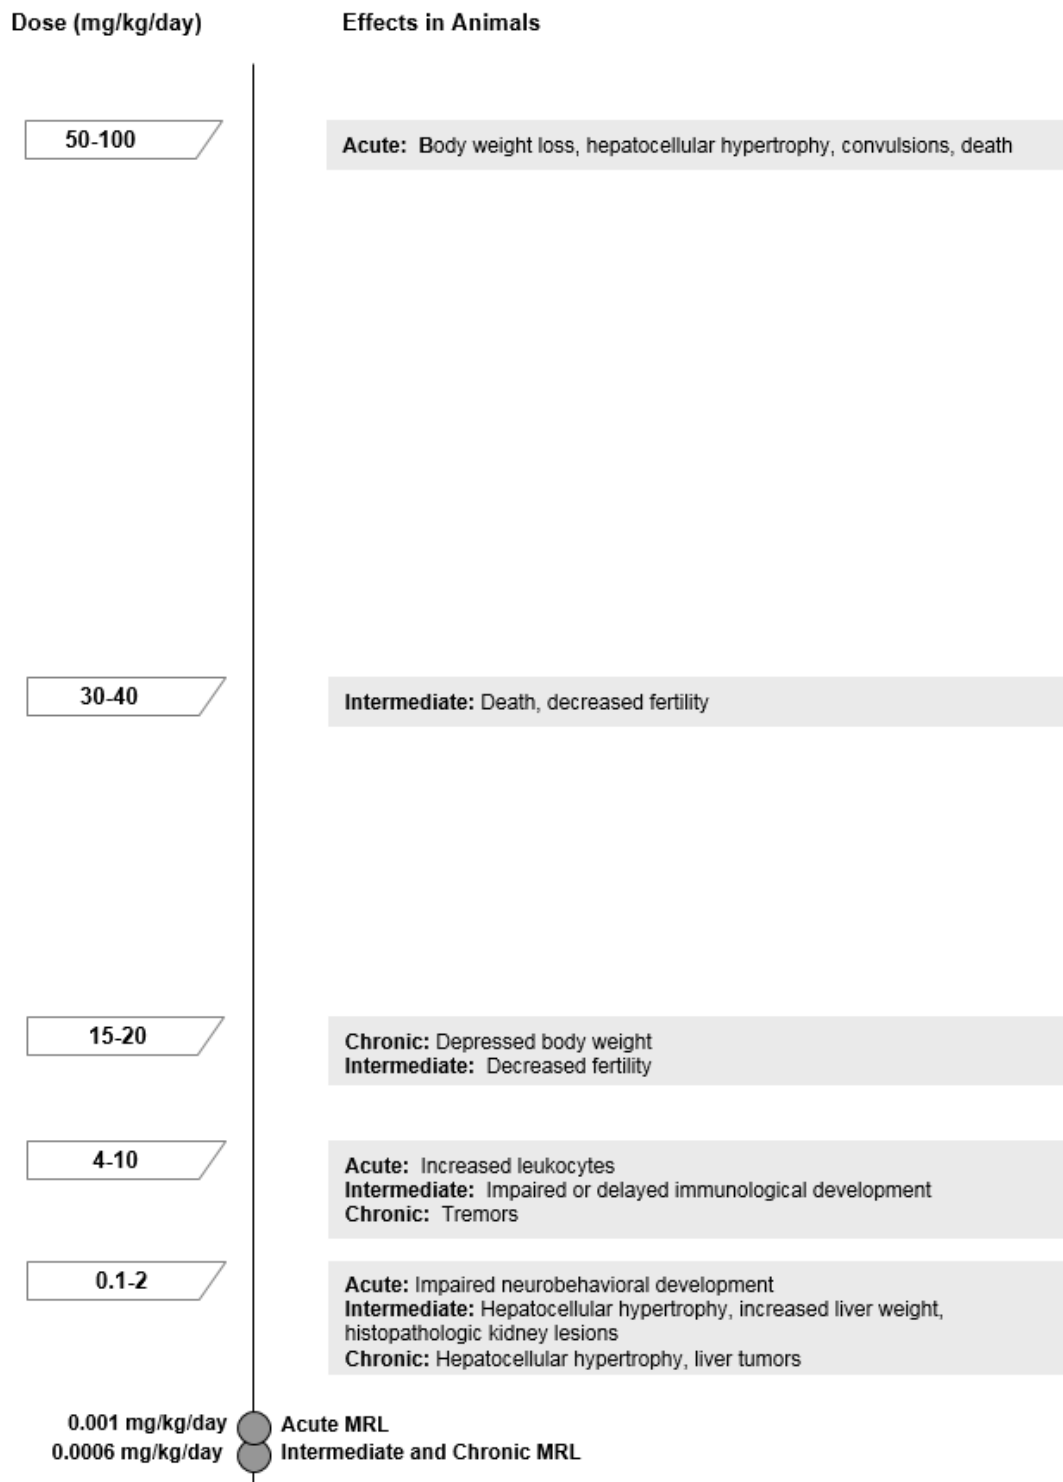 Dose (mg/kg/day) Effects in Animals
50-100
Acute: Body weight loss, hepatocellular hypertrophy, convulsions, death
30-40
Intermediate: Death, decreased fertility
15-20
Chronic: Depressed body weight
Intermediate: Decreased fertility
4-10
Acute: Increased leukocytes
Intermediate: Impaired or delayed immunological development
Chronic: Tremors
0.1-2
Acute: Impaired neurobehavioral development
Intermediate: Hepatocellular hypertrophy, increased liver weight,
histopathologic kidney lesions
Chronic: Hepatocellular hypertrophy, liver tumors
0.001 mg/kg/day Acute MRL
0.0006 mg/kg/day Intermediate and Chronic MRL